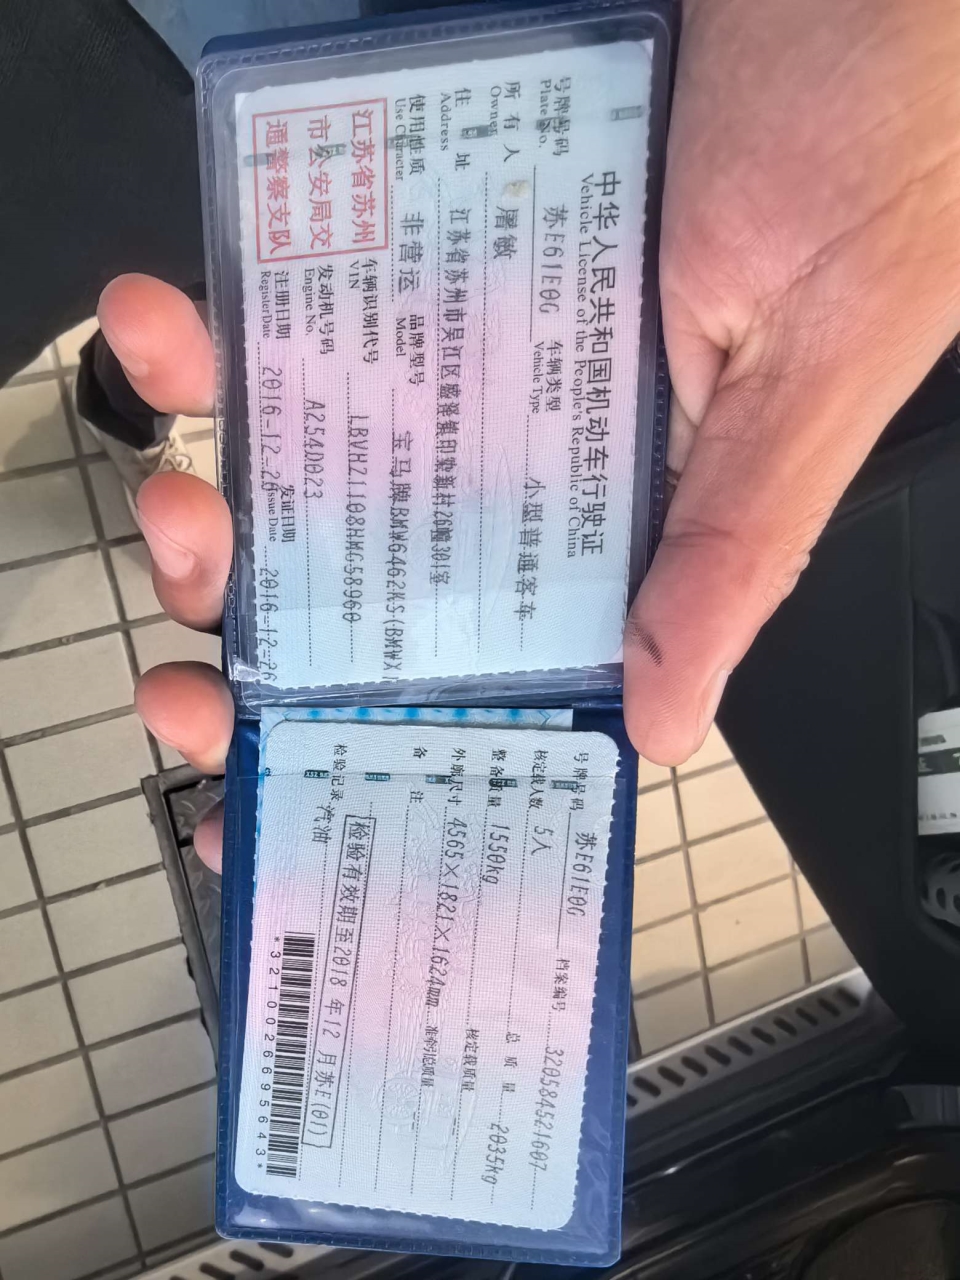 中华人民共和国机动车行驶证
Vehicle License of the People's Republic of China
号牌号码 苏E61E0G 车辆类型 小型普通客车
Plate No. Vehicle Type
所有人 屠敏
Owner
住址 江苏省苏州市吴江区盛泽镇印染新村26幢301室
Address
使用性质 非营运 品牌型号 宝马牌BMW6462KS(BMWX1
Use Character Model
江苏省苏州
市公安局交
通警察支队
车辆识别代号 LBVHZ1108HMG58960
VIN
发动机号码 A254D023
Engine No.
注册日期 2016-12-26 发证日期 2016-12-26
Register Date Issue Date
号牌号码 苏E61E0G 档案编号 320584521607
核定载人数 5人 总质量 2035kg
整备质量 1550kg 核定载质量
外廓尺寸 4565×1821×1624mm 准牵引总质量
备注
检验有效期至2018年12月苏E(01)
检验记录 汽油
*3210026695643*